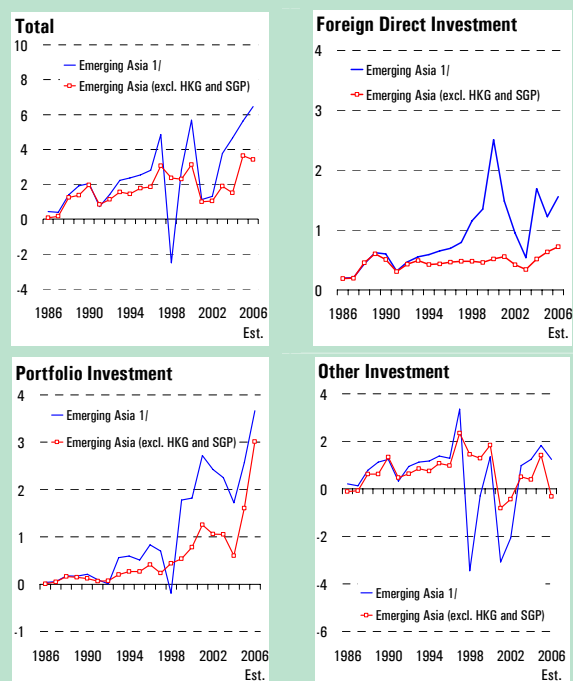 Total
10
8
6
4
2
0
-2
-4
Emerging Asia 1/
Emerging Asia (excl. HKG and SGP)
1986 1990 1994 1998 2002 2006
Est.
Foreign Direct Investment
4
3
2
1
0
Emerging Asia 1/
Emerging Asia (excl. HKG and SGP)
1986 1990 1994 1998 2002 2006
Est.
Portfolio Investment
4
3
2
1
0
-1
Emerging Asia 1/
Emerging Asia (excl. HKG and SGP)
1986 1990 1994 1998 2002 2006
Est.
Other Investment
4
2
0
-2
-4
-6
Emerging Asia 1/
Emerging Asia (excl. HKG and SGP)
1986 1990 1994 1998 2002 2006
Est.